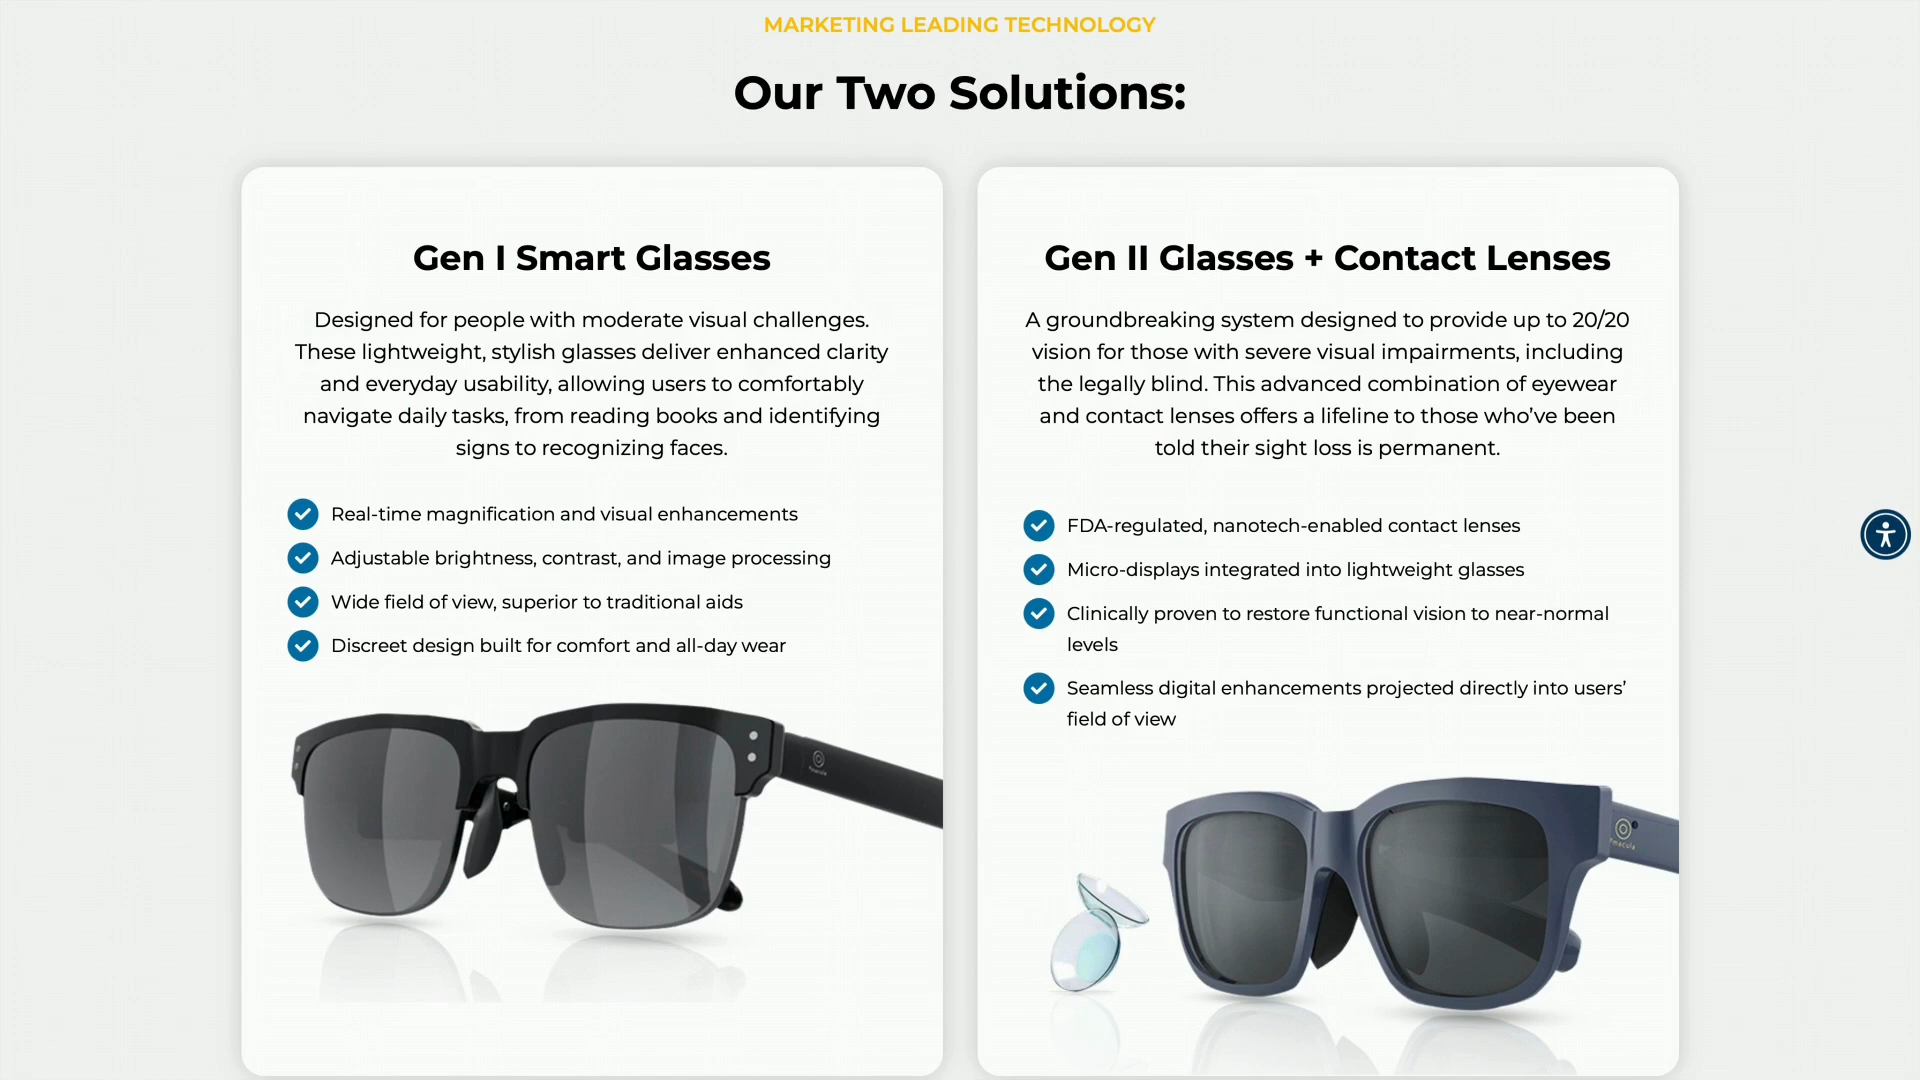 MARKETING LEADING TECHNOLOGY
Our Two Solutions:
Gen I Smart Glasses
Designed for people with moderate visual challenges.
These lightweight, stylish glasses deliver enhanced clarity
and everyday usability, allowing users to comfortably
navigate daily tasks, from reading books and identifying
signs to recognizing faces.
Real-time magnification and visual enhancements
Adjustable brightness, contrast, and image processing
Wide field of view, superior to traditional aids
Discreet design built for comfort and all-day wear
Gen II Glasses + Contact Lenses
A groundbreaking system designed to provide up to 20/20
vision for those with severe visual impairments, including
the legally blind. This advanced combination of eyewear
and contact lenses offers a lifeline to those who’ve been
told their sight loss is permanent.
FDA-regulated, nanotech-enabled contact lenses
Micro-displays integrated into lightweight glasses
Clinically proven to restore functional vision to near-normal
levels
Seamless digital enhancements projected directly into users’
field of view